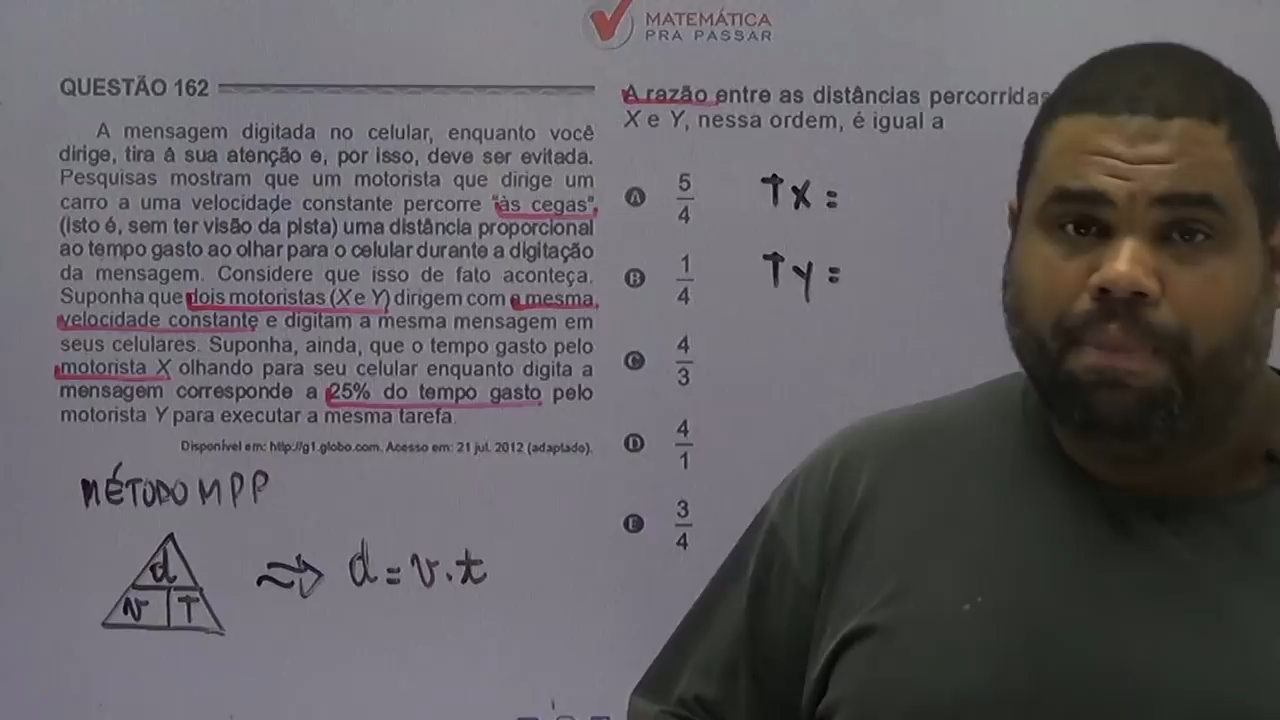 MATEMÁTICA
PRA PASSAR
QUESTÃO 162
A mensagem digitada no celular, enquanto você
dirige, tira a sua atenção e, por isso, deve ser evitada.
Pesquisas mostram que um motorista que dirige um
carro a uma velocidade constante percorre "às cegas"
(isto é, sem ter visão da pista) uma distância proporcional
ao tempo gasto ao olhar para o celular durante a digitação
da mensagem. Considere que isso de fato aconteça.
Suponha que dois motoristas (X e Y) dirigem com a mesma
velocidade constante e digitam a mesma mensagem em
seus celulares. Suponha, ainda, que o tempo gasto pelo
motorista X olhando para seu celular enquanto digita a
mensagem corresponde a 25% do tempo gasto pelo
motorista Y para executar a mesma tarefa.
Disponível em: http://g1.globo.com. Acesso em: 21 jul. 2012 (adaptado).
MÉTODO MPP
d
V T
⇒ d = v.t
A razão entre as distâncias percorridas
X e Y, nessa ordem, é igual a
A 5/4
B 1/4
C 4/3
D 4/1
E 3/4
TX =
TY =